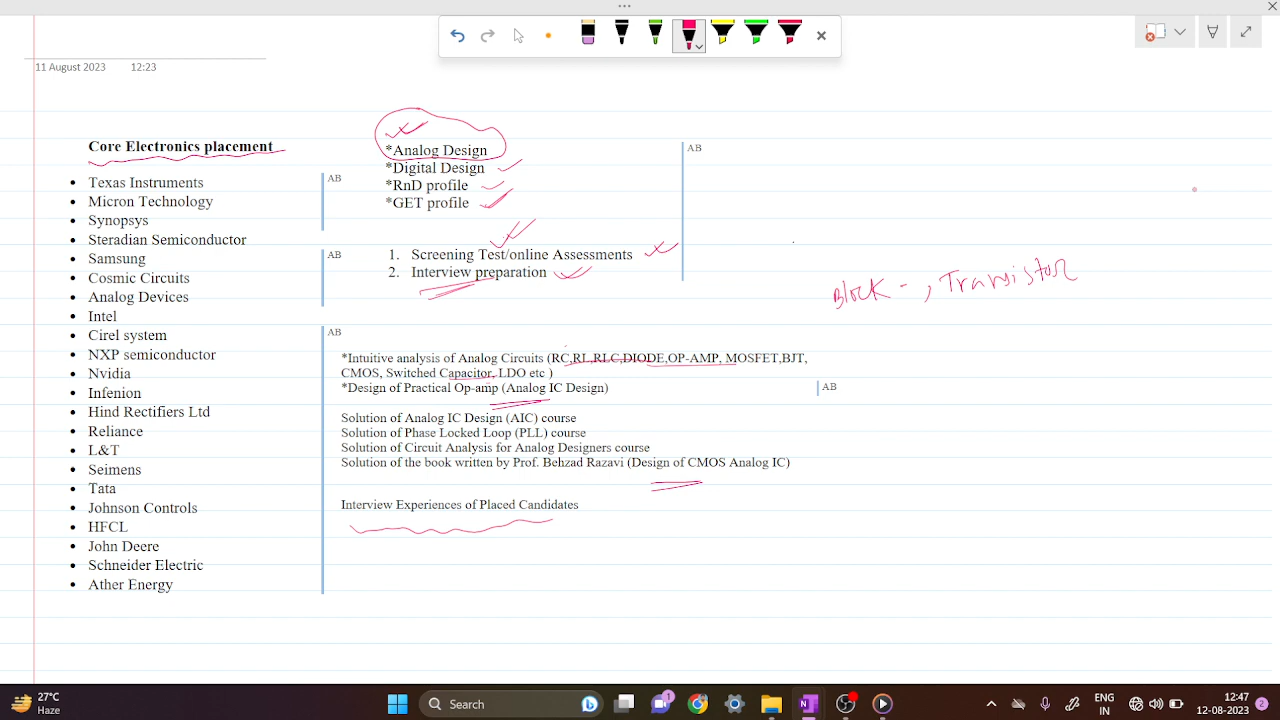 11 August 2023 12:23
Core Electronics placement
• Texas Instruments
• Micron Technology
• Synopsys
• Steradian Semiconductor
• Samsung
• Cosmic Circuits
• Analog Devices
• Intel
• Cirel system
• NXP semiconductor
• Nvidia
• Infenion
• Hind Rectifiers Ltd
• Reliance
• L&T
• Seimens
• Tata
• Johnson Controls
• HFCL
• John Deere
• Schneider Electric
• Ather Energy
AB
AB
AB
*Analog Design
*Digital Design
*RnD profile
*GET profile
1. Screening Test/online Assessments
2. Interview preparation
AB
Block - , Transistor
*Intuitive analysis of Analog Circuits (RC,RL,RLC,DIODE,OP-AMP, MOSFET,BJT,
CMOS, Switched Capacitor, LDO etc )
*Design of Practical Op-amp (Analog IC Design)
AB
Solution of Analog IC Design (AIC) course
Solution of Phase Locked Loop (PLL) course
Solution of Circuit Analysis for Analog Designers course
Solution of the book written by Prof. Behzad Razavi (Design of CMOS Analog IC)
Interview Experiences of Placed Candidates
27°C
Haze
Search
1
ENG
IN
12:47
12-08-2023
2